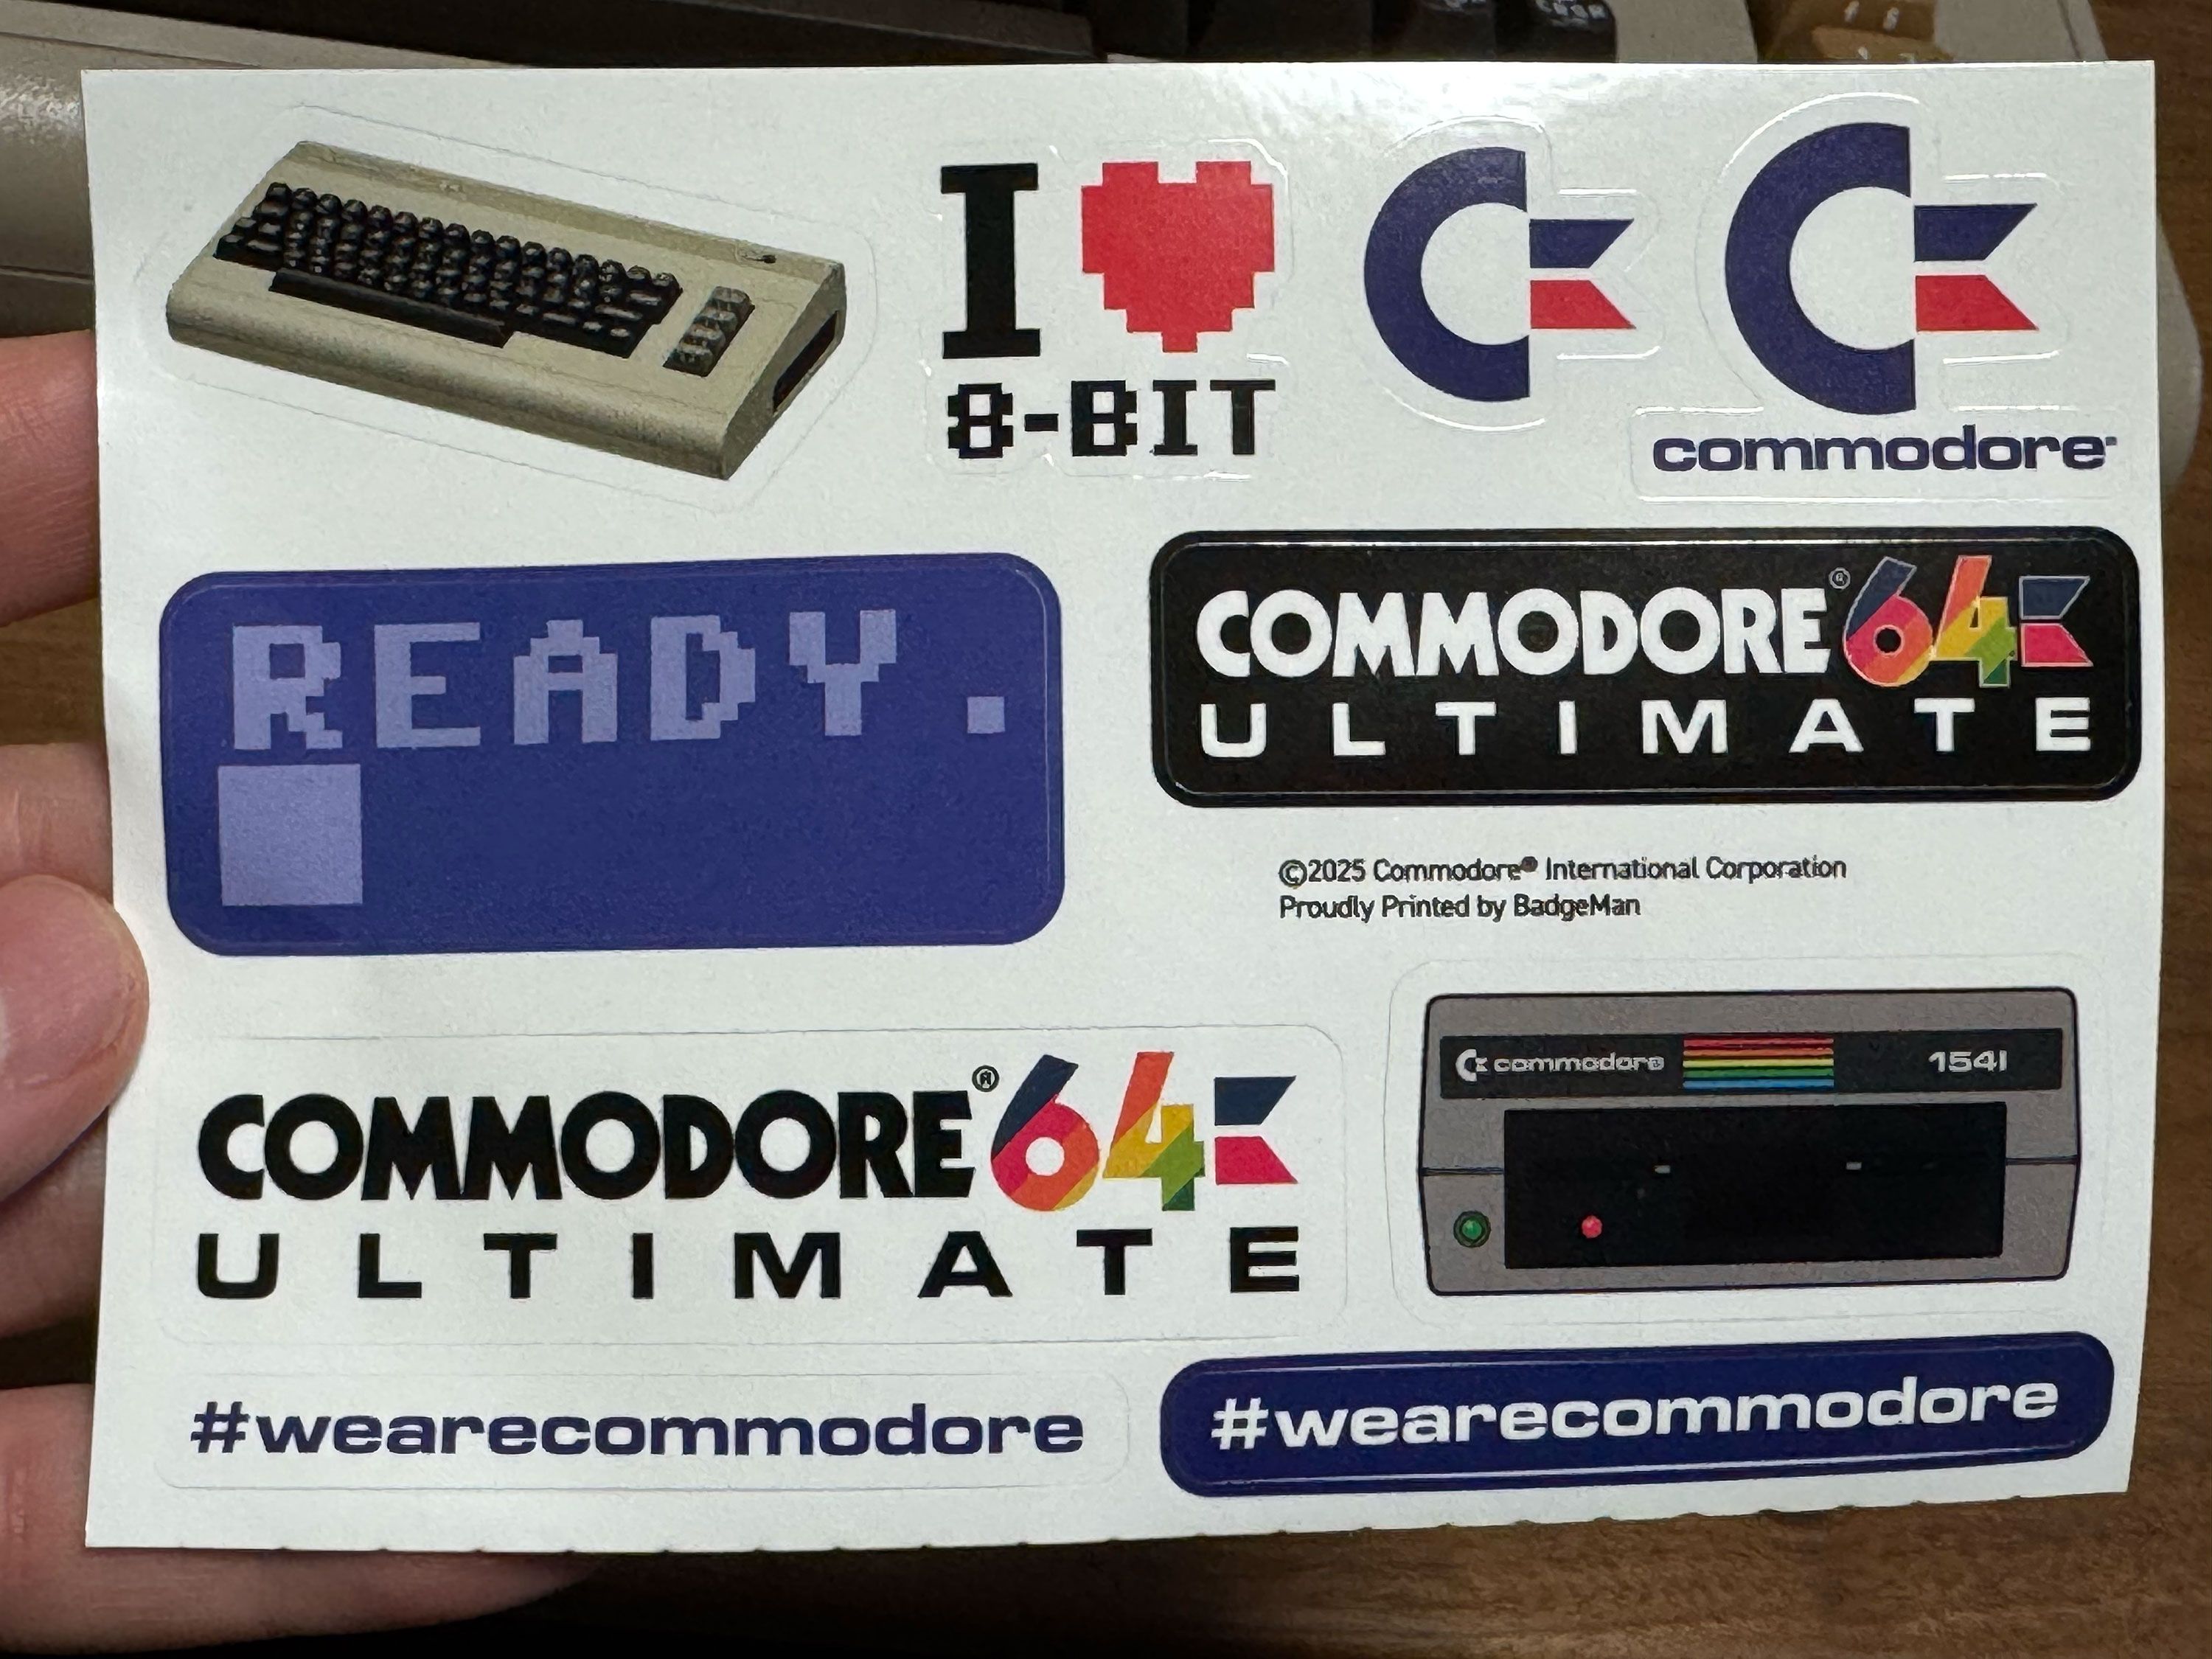 I ♥
8-BIT
commodore
READY.
COMMODORE® 64
ULTIMATE
©2025 Commodore® International Corporation
Proudly Printed by BadgeMan
COMMODORE® 64
ULTIMATE
commodore 1541
#wearecommodore
#wearecommodore